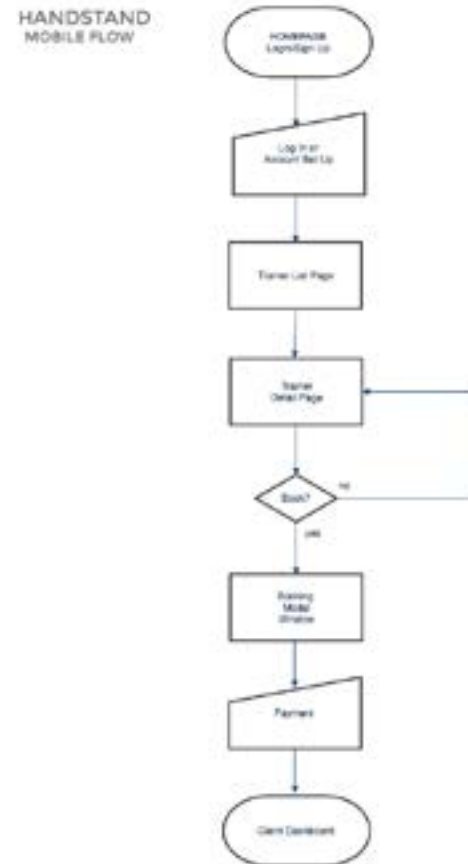 HANDSTAND
MOBILE FLOW
HOMEPAGE
Login/Sign Up
Log In or
Account Set Up
Trainer List Page
Trainer
Detail Page
Book?
no
yes
Booking
Modal
Window
Payment
Client Dashboard